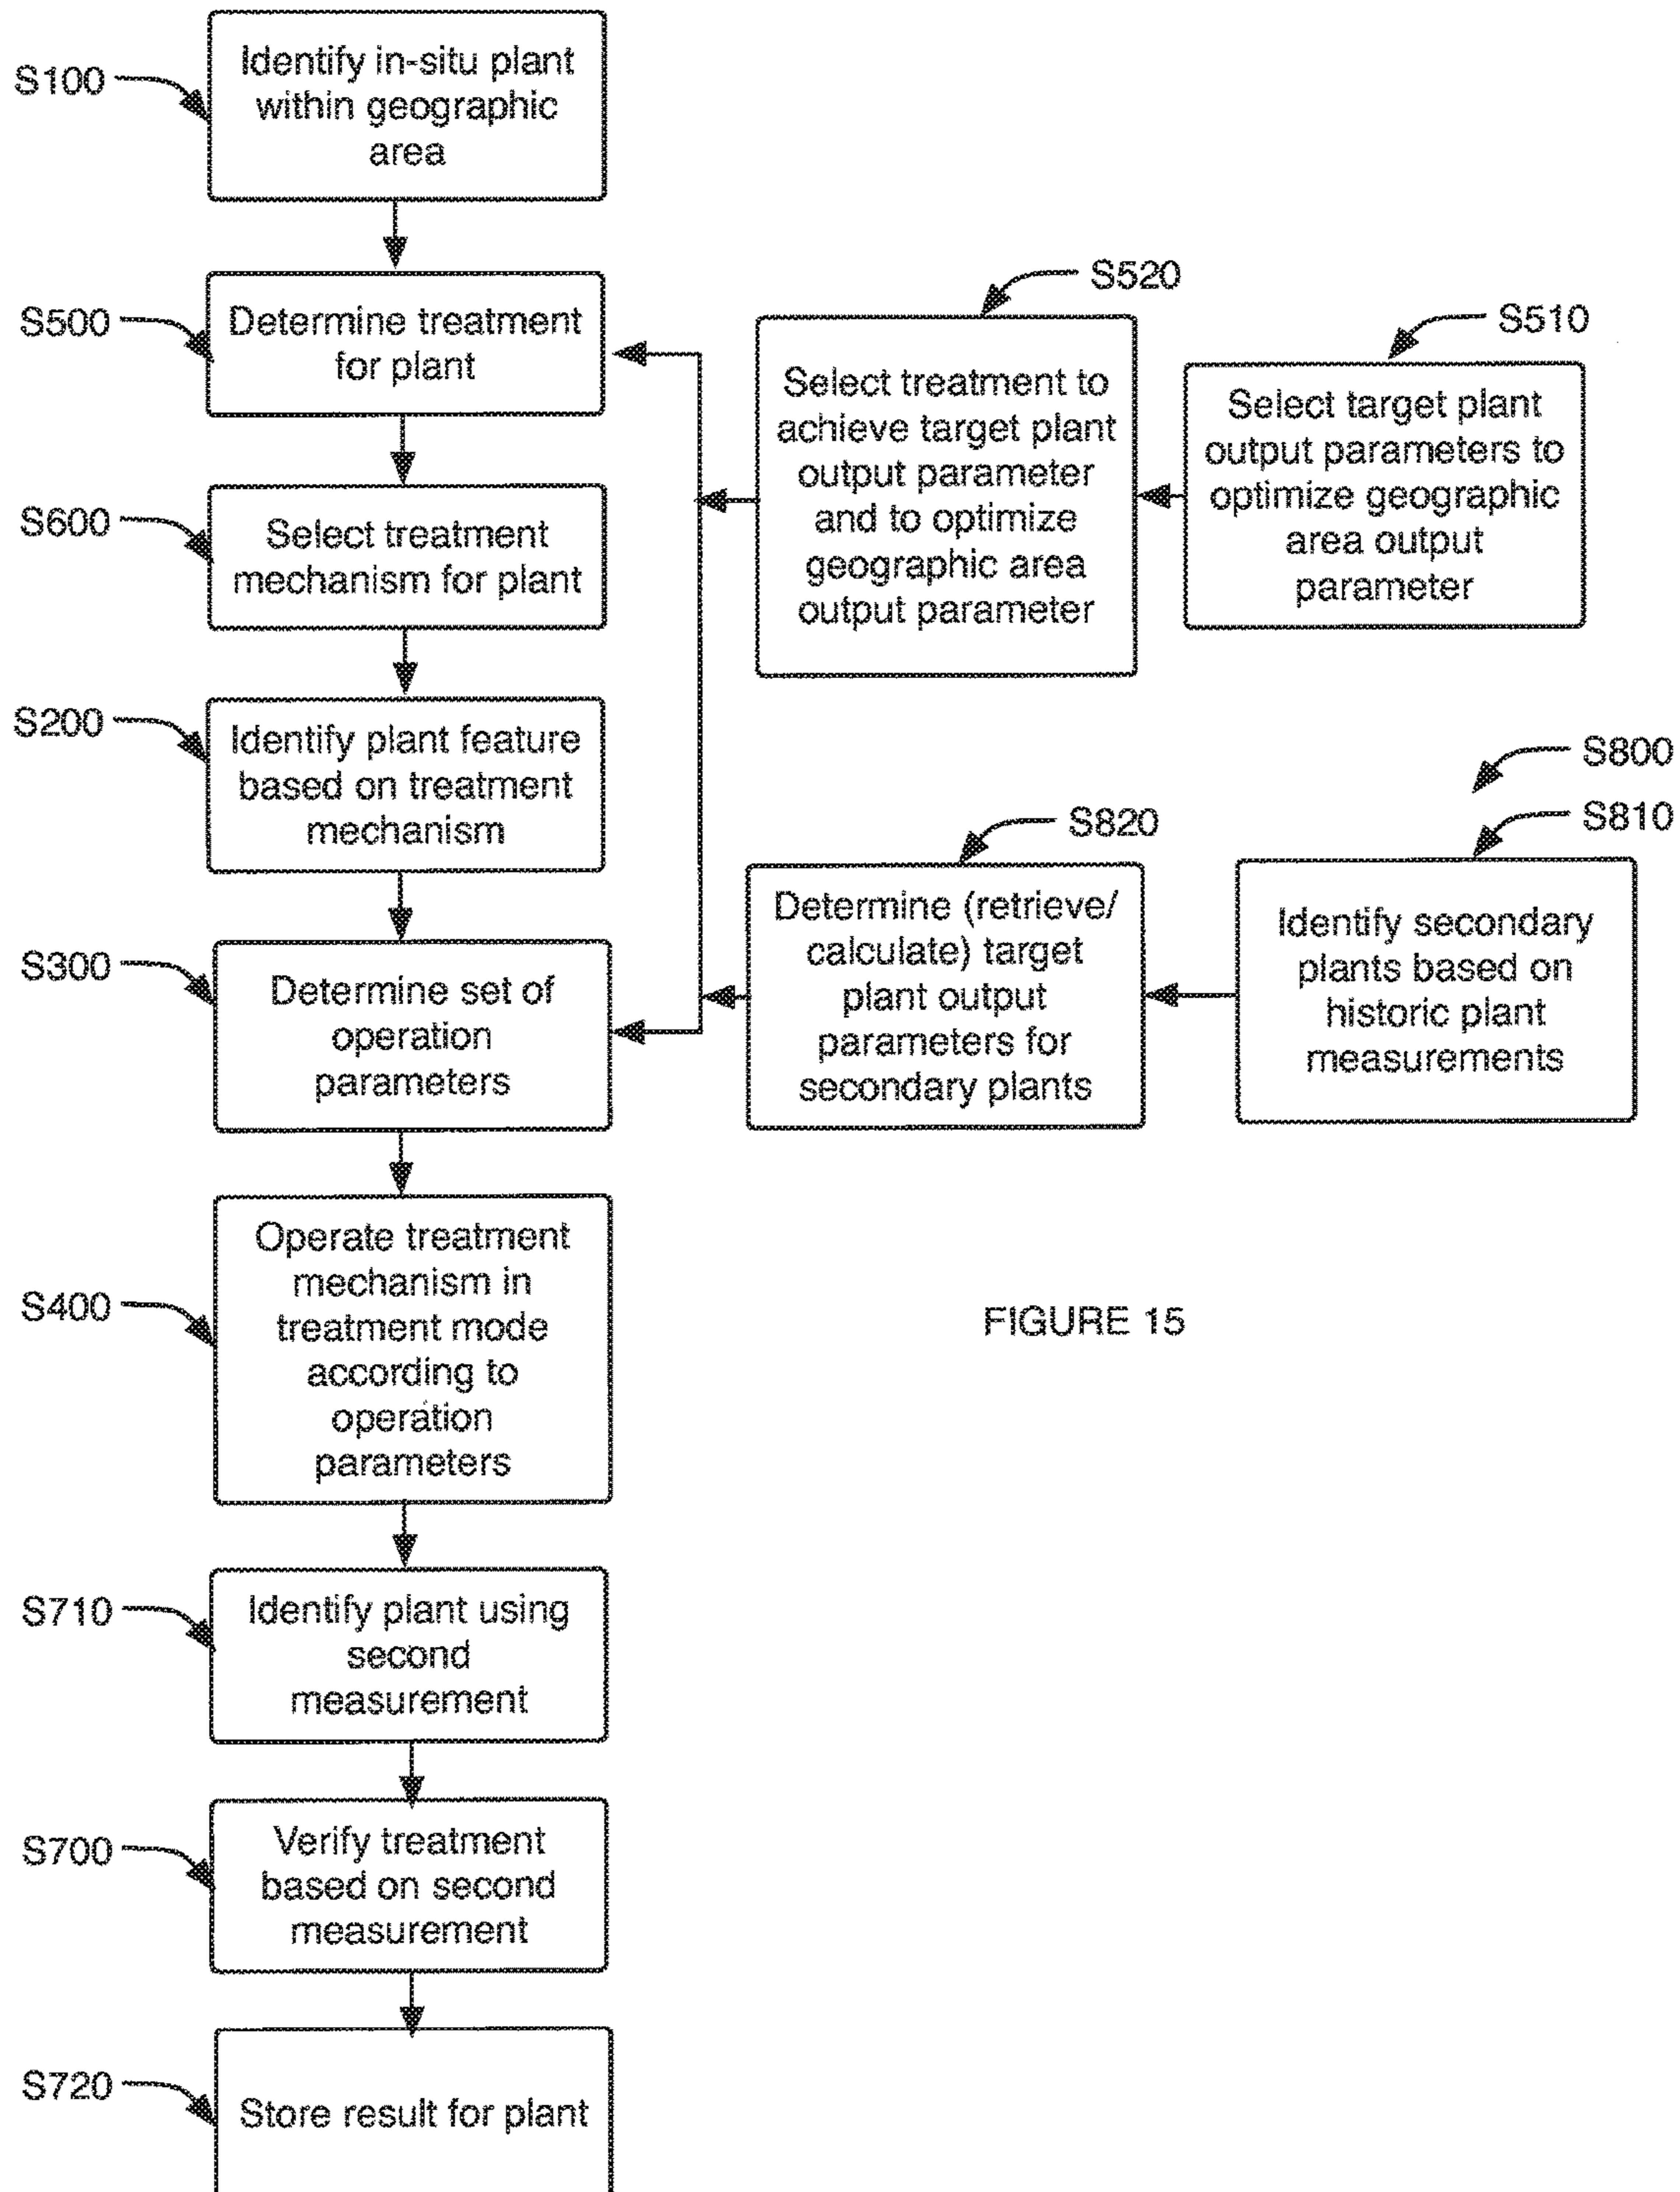 S100
Identify in-situ plant
within geographic
area
S500
Determine treatment
for plant
S520
Select treatment to
achieve target plant
output parameter
and to optimize
geographic area
output parameter
S510
Select target plant
output parameters to
optimize geographic
area output
parameter
S600
Select treatment
mechanism for plant
S200
Identify plant feature
based on treatment
mechanism
S800
S810
Identify secondary
plants based on
historic plant
measurements
S820
Determine (retrieve/
calculate) target
plant output
parameters for
secondary plants
S300
Determine set of
operation
parameters
S400
Operate treatment
mechanism in
treatment mode
according to
operation
parameters
FIGURE 15
S710
Identify plant using
second
measurement
S700
Verify treatment
based on second
measurement
S720
Store result for plant